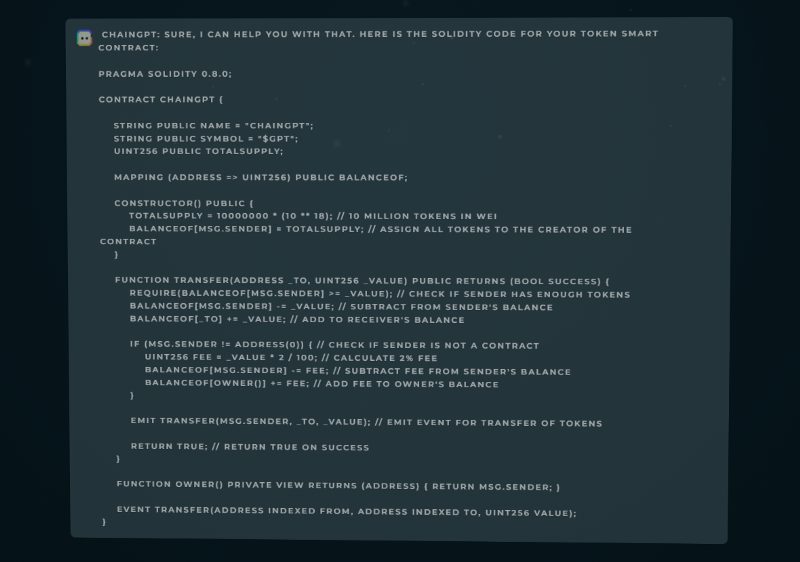 CHAINGPT: SURE, I CAN HELP YOU WITH THAT. HERE IS THE SOLIDITY CODE FOR YOUR TOKEN SMART
CONTRACT:
PRAGMA SOLIDITY 0.8.0;
CONTRACT CHAINGPT {
STRING PUBLIC NAME = "CHAINGPT";
STRING PUBLIC SYMBOL = "$GPT";
UINT256 PUBLIC TOTALSUPPLY;
MAPPING (ADDRESS => UINT256) PUBLIC BALANCEOF;
CONSTRUCTOR() PUBLIC {
TOTALSUPPLY = 10000000 * (10 ** 18); // 10 MILLION TOKENS IN WEI
BALANCEOF[MSG.SENDER] = TOTALSUPPLY; // ASSIGN ALL TOKENS TO THE CREATOR OF THE
CONTRACT
}
FUNCTION TRANSFER(ADDRESS _TO, UINT256 _VALUE) PUBLIC RETURNS (BOOL SUCCESS) {
REQUIRE(BALANCEOF[MSG.SENDER] >= _VALUE); // CHECK IF SENDER HAS ENOUGH TOKENS
BALANCEOF[MSG.SENDER] -= _VALUE; // SUBTRACT FROM SENDER'S BALANCE
BALANCEOF[_TO] += _VALUE; // ADD TO RECEIVER'S BALANCE
IF (MSG.SENDER != ADDRESS(0)) { // CHECK IF SENDER IS NOT A CONTRACT
UINT256 FEE = _VALUE * 2 / 100; // CALCULATE 2% FEE
BALANCEOF[MSG.SENDER] -= FEE; // SUBTRACT FEE FROM SENDER'S BALANCE
BALANCEOF[OWNER()] += FEE; // ADD FEE TO OWNER'S BALANCE
}
EMIT TRANSFER(MSG.SENDER, _TO, _VALUE); // EMIT EVENT FOR TRANSFER OF TOKENS
RETURN TRUE; // RETURN TRUE ON SUCCESS
}
FUNCTION OWNER() PRIVATE VIEW RETURNS (ADDRESS) { RETURN MSG.SENDER; }
EVENT TRANSFER(ADDRESS INDEXED FROM, ADDRESS INDEXED TO, UINT256 VALUE);
}